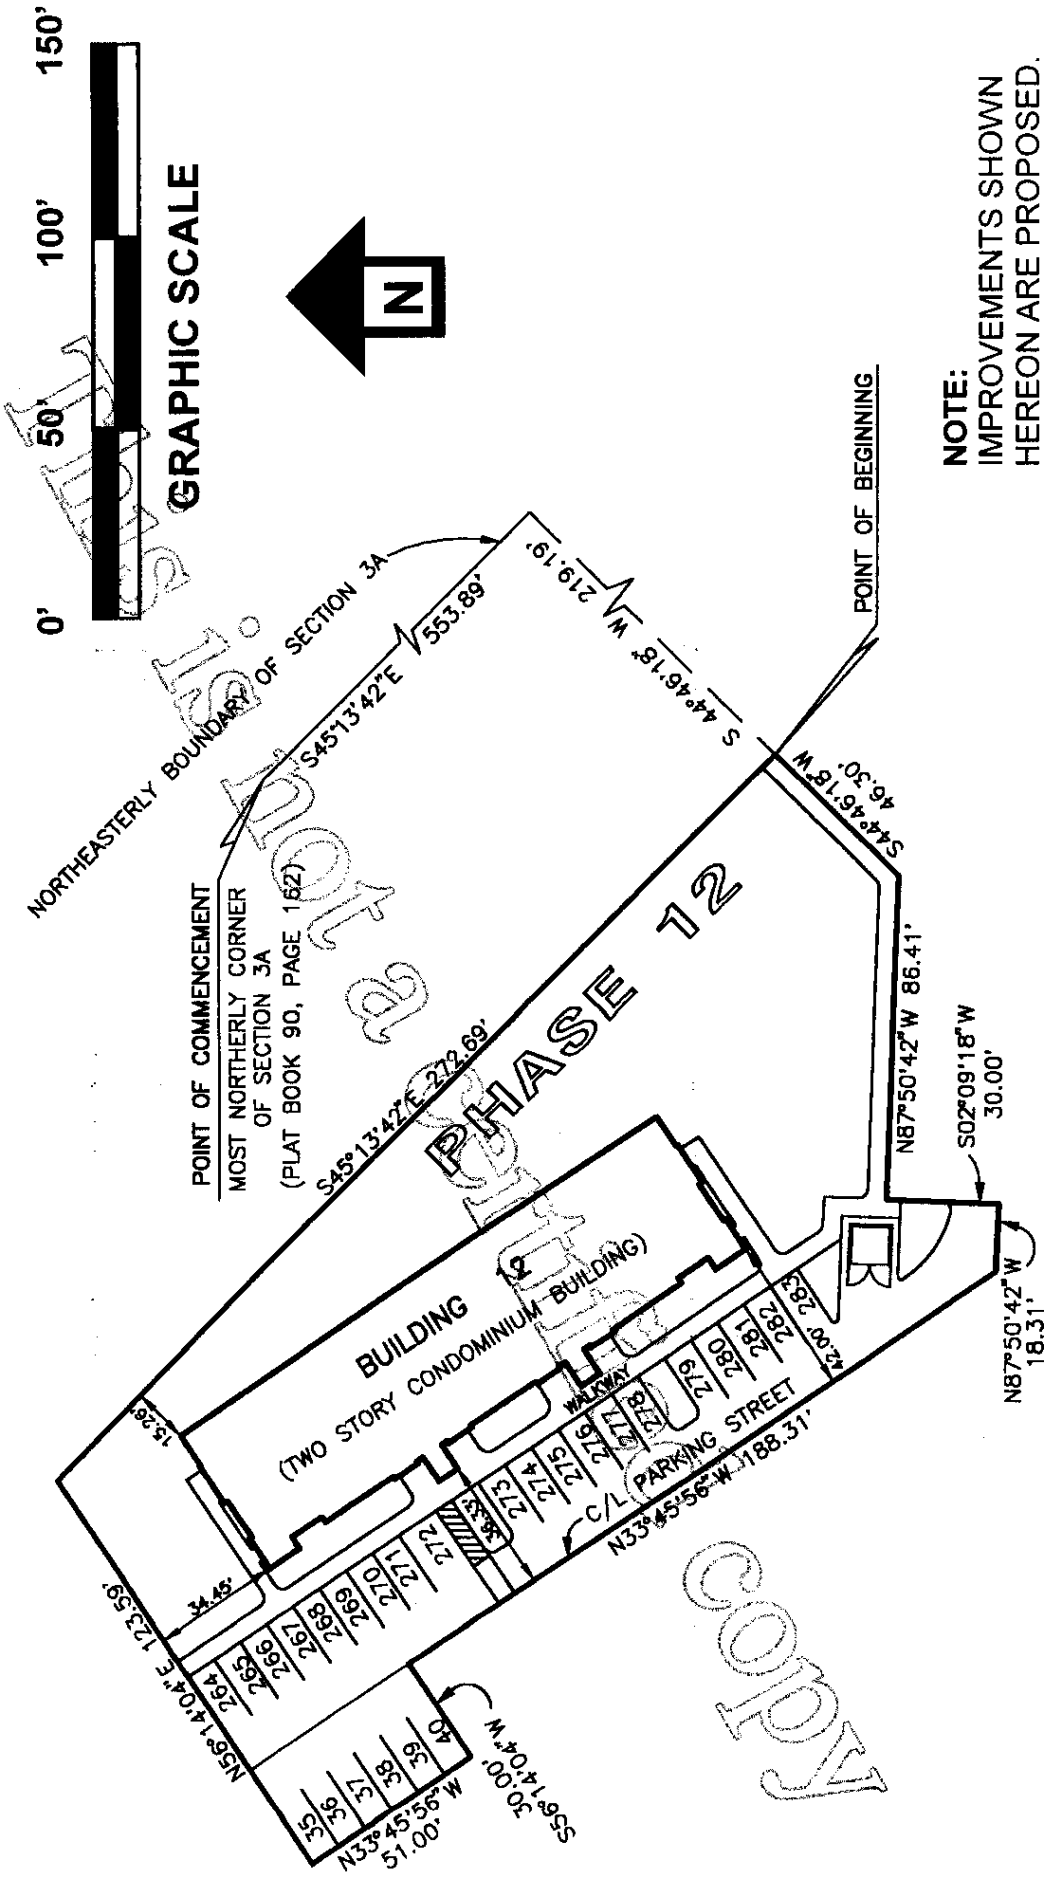 0' 50' 100' 150'
GRAPHIC SCALE
N
NOTE:
IMPROVEMENTS SHOWN
HEREON ARE PROPOSED.
NORTHEASTERLY BOUNDARY OF SECTION 3A
S45°13'42"E 553.89'
219.19'
S 44°46'18" W
POINT OF COMMENCEMENT
MOST NORTHERLY CORNER
OF SECTION 3A
(PLAT BOOK 90, PAGE 162)
POINT OF BEGINNING
S44°46'18"W
46.30'
S45°13'42"E 272.69'
PHASE 12
N87°50'42"W 86.41'
S02°09'18"W
30.00'
N87°50'42"W
18.31'
BUILDING 12
(TWO STORY CONDOMINIUM BUILDING)
15.26'
34.45'
36.33'
42.00'
WALKWAY
C/L PARKING STREET
N33°45'56"W 188.31'
N56°14'04"E 123.59'
264
265
266
267
268
269
270
271
272
273
274
275
276
277
278
279
280
281
282
283
35
36
37
38
39
40
N33°45'56"W
51.00'
S56°14'04"W
30.00'
This is not a certified copy